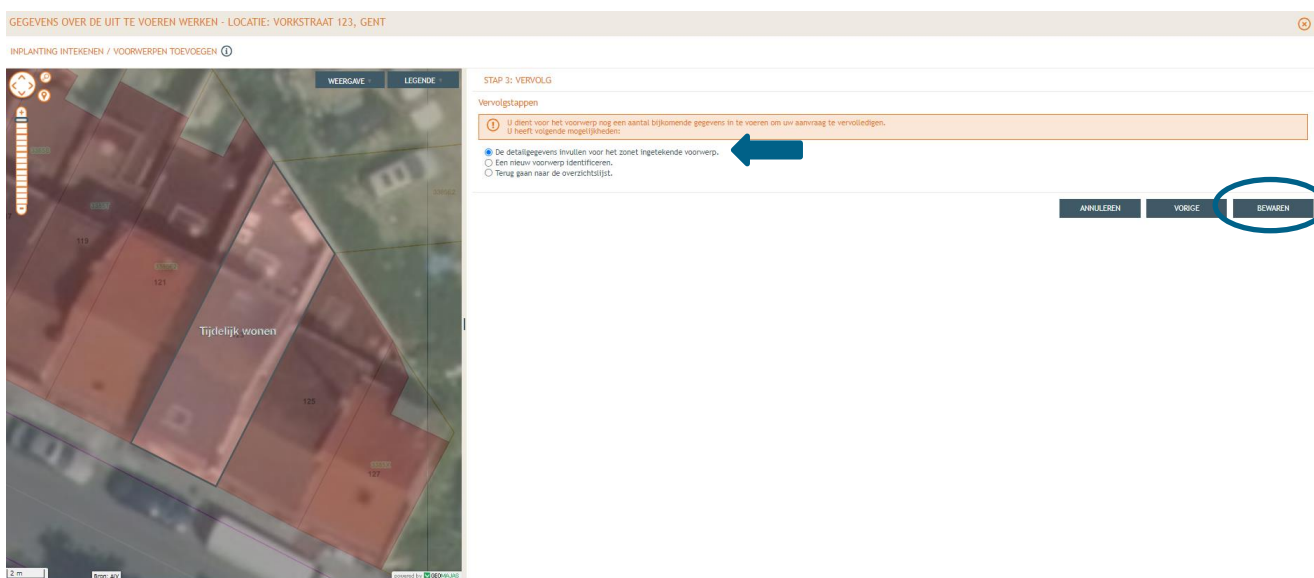 GEGEVENS OVER DE UIT TE VOEREN WERKEN - LOCATIE: VORKSTRAAT 123, GENT
INPLANTING INTEKENEN / VOORWERPEN TOEVOEGEN
WEERGAVE
LEGENDE
119
121
Tijdelijk wonen
125
127
2 m
Bron: AIV
powered by GEOMAJAS
STAP 3: VERVOLG
Vervolgstappen
U dient voor het voorwerp nog een aantal bijkomende gegevens in te voeren om uw aanvraag te vervolledigen.
U heeft volgende mogelijkheden:
De detailgegevens invullen voor het zonet ingetekende voorwerp.
Een nieuw voorwerp identificeren.
Terug gaan naar de overzichtslijst.
ANNULEREN
VORIGE
BEWAREN